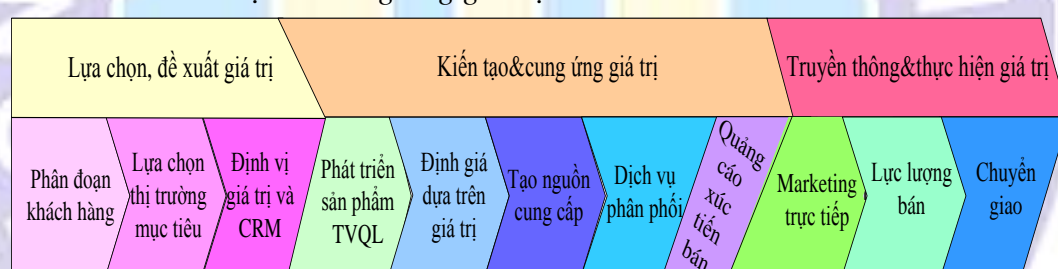 Lựa chọn, đề xuất giá trị
Kiến tạo&cung ứng giá trị
Truyền thông&thực hiện giá trị
Phân đoạn
khách hàng
Lựa chọn
thị trường
mục tiêu
Định vị
giá trị và
CRM
Phát triển
sản phẩm
TVQL
Định giá
dựa trên
giá trị
Tạo nguồn
cung cấp
Dịch vụ
phân phối
Quảng
cáo
xúc
tiến
bán
Marketing
trực tiếp
Lực lượng
bán
Chuyển
giao